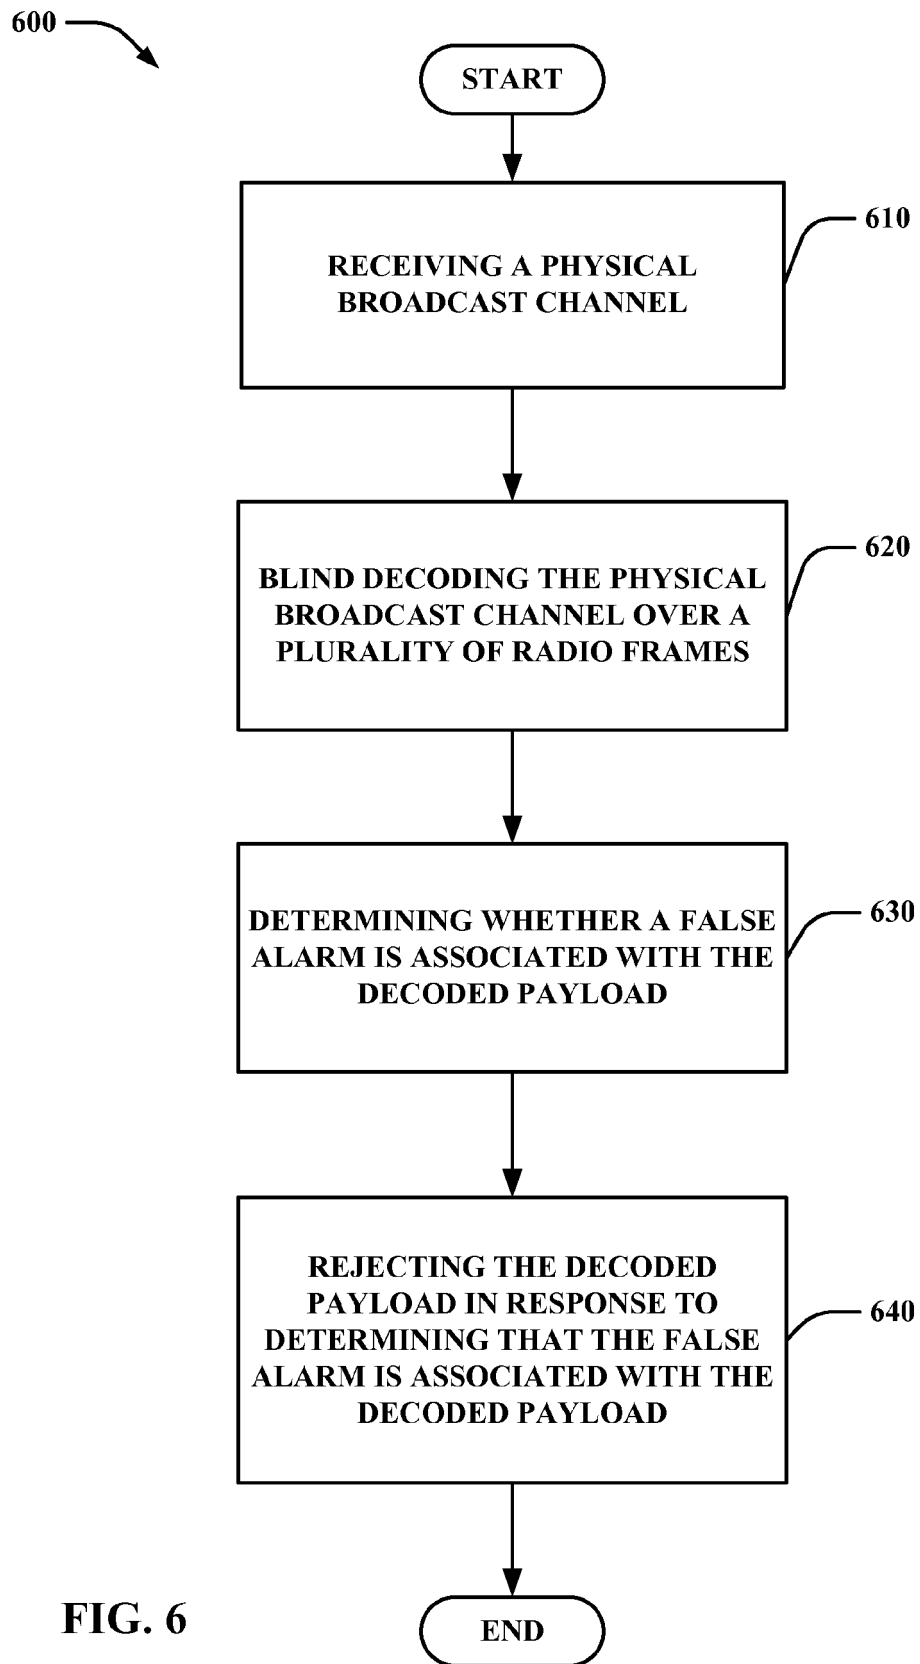 600
START
610
RECEIVING A PHYSICAL
BROADCAST CHANNEL
620
BLIND DECODING THE PHYSICAL
BROADCAST CHANNEL OVER A
PLURALITY OF RADIO FRAMES
630
DETERMINING WHETHER A FALSE
ALARM IS ASSOCIATED WITH THE
DECODED PAYLOAD
640
REJECTING THE DECODED
PAYLOAD IN RESPONSE TO
DETERMINING THAT THE FALSE
ALARM IS ASSOCIATED WITH THE
DECODED PAYLOAD
FIG. 6
END